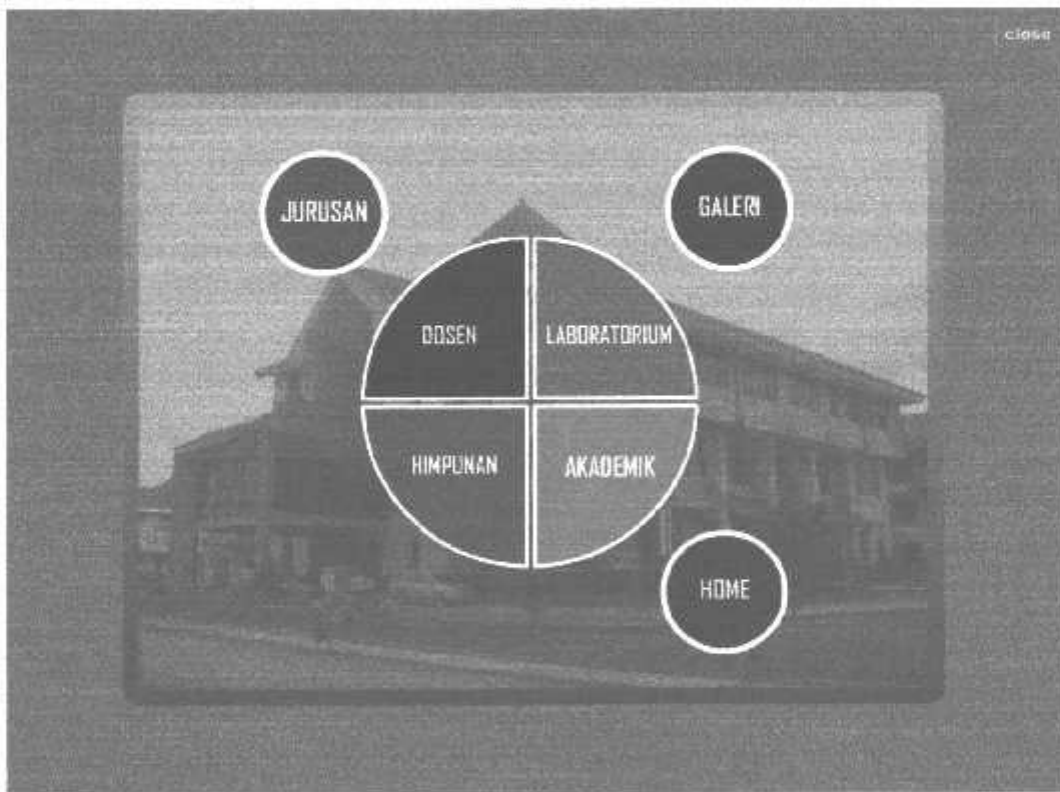 close
JURUSAN
GALERI
DOSEN
LABORATORIUM
HIMPUNAN
AKADEMIK
HOME